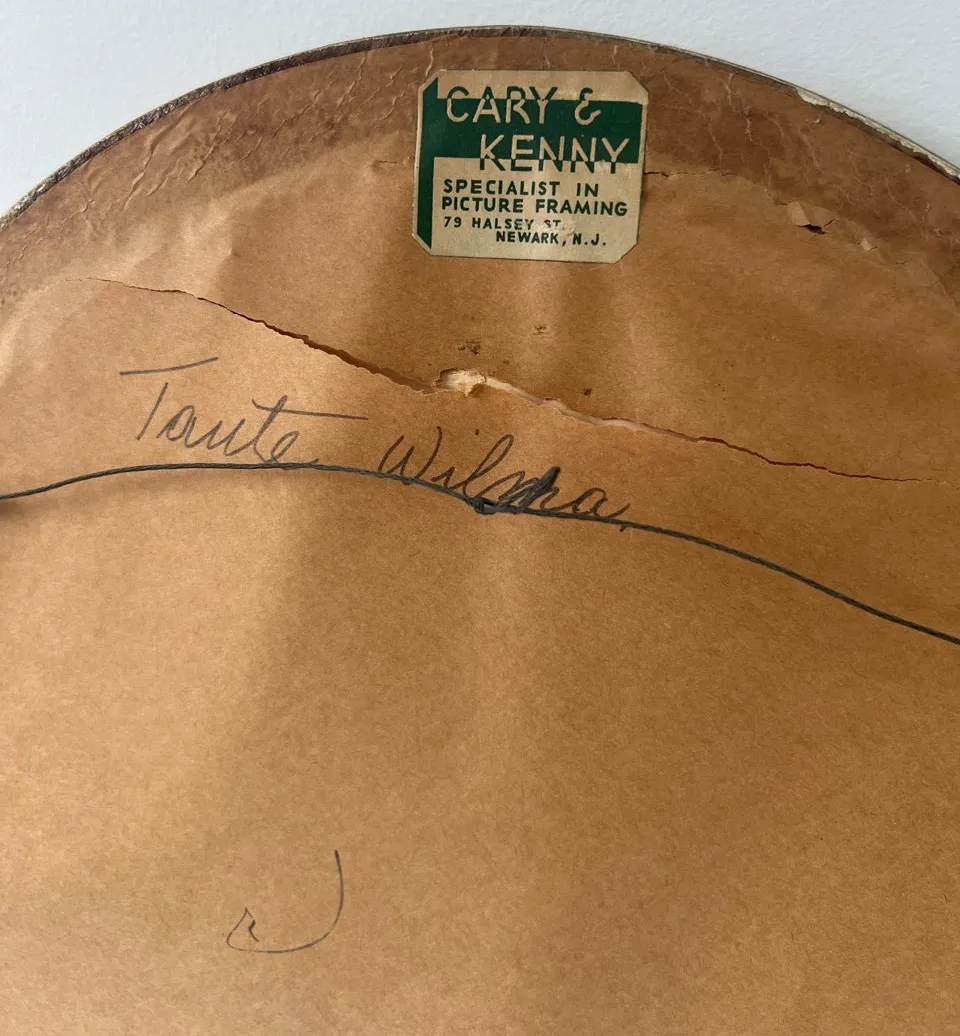 CARY &
KENNY
SPECIALIST IN
PICTURE FRAMING
79 HALSEY ST.
NEWARK, N.J.
Tante Wilma
J